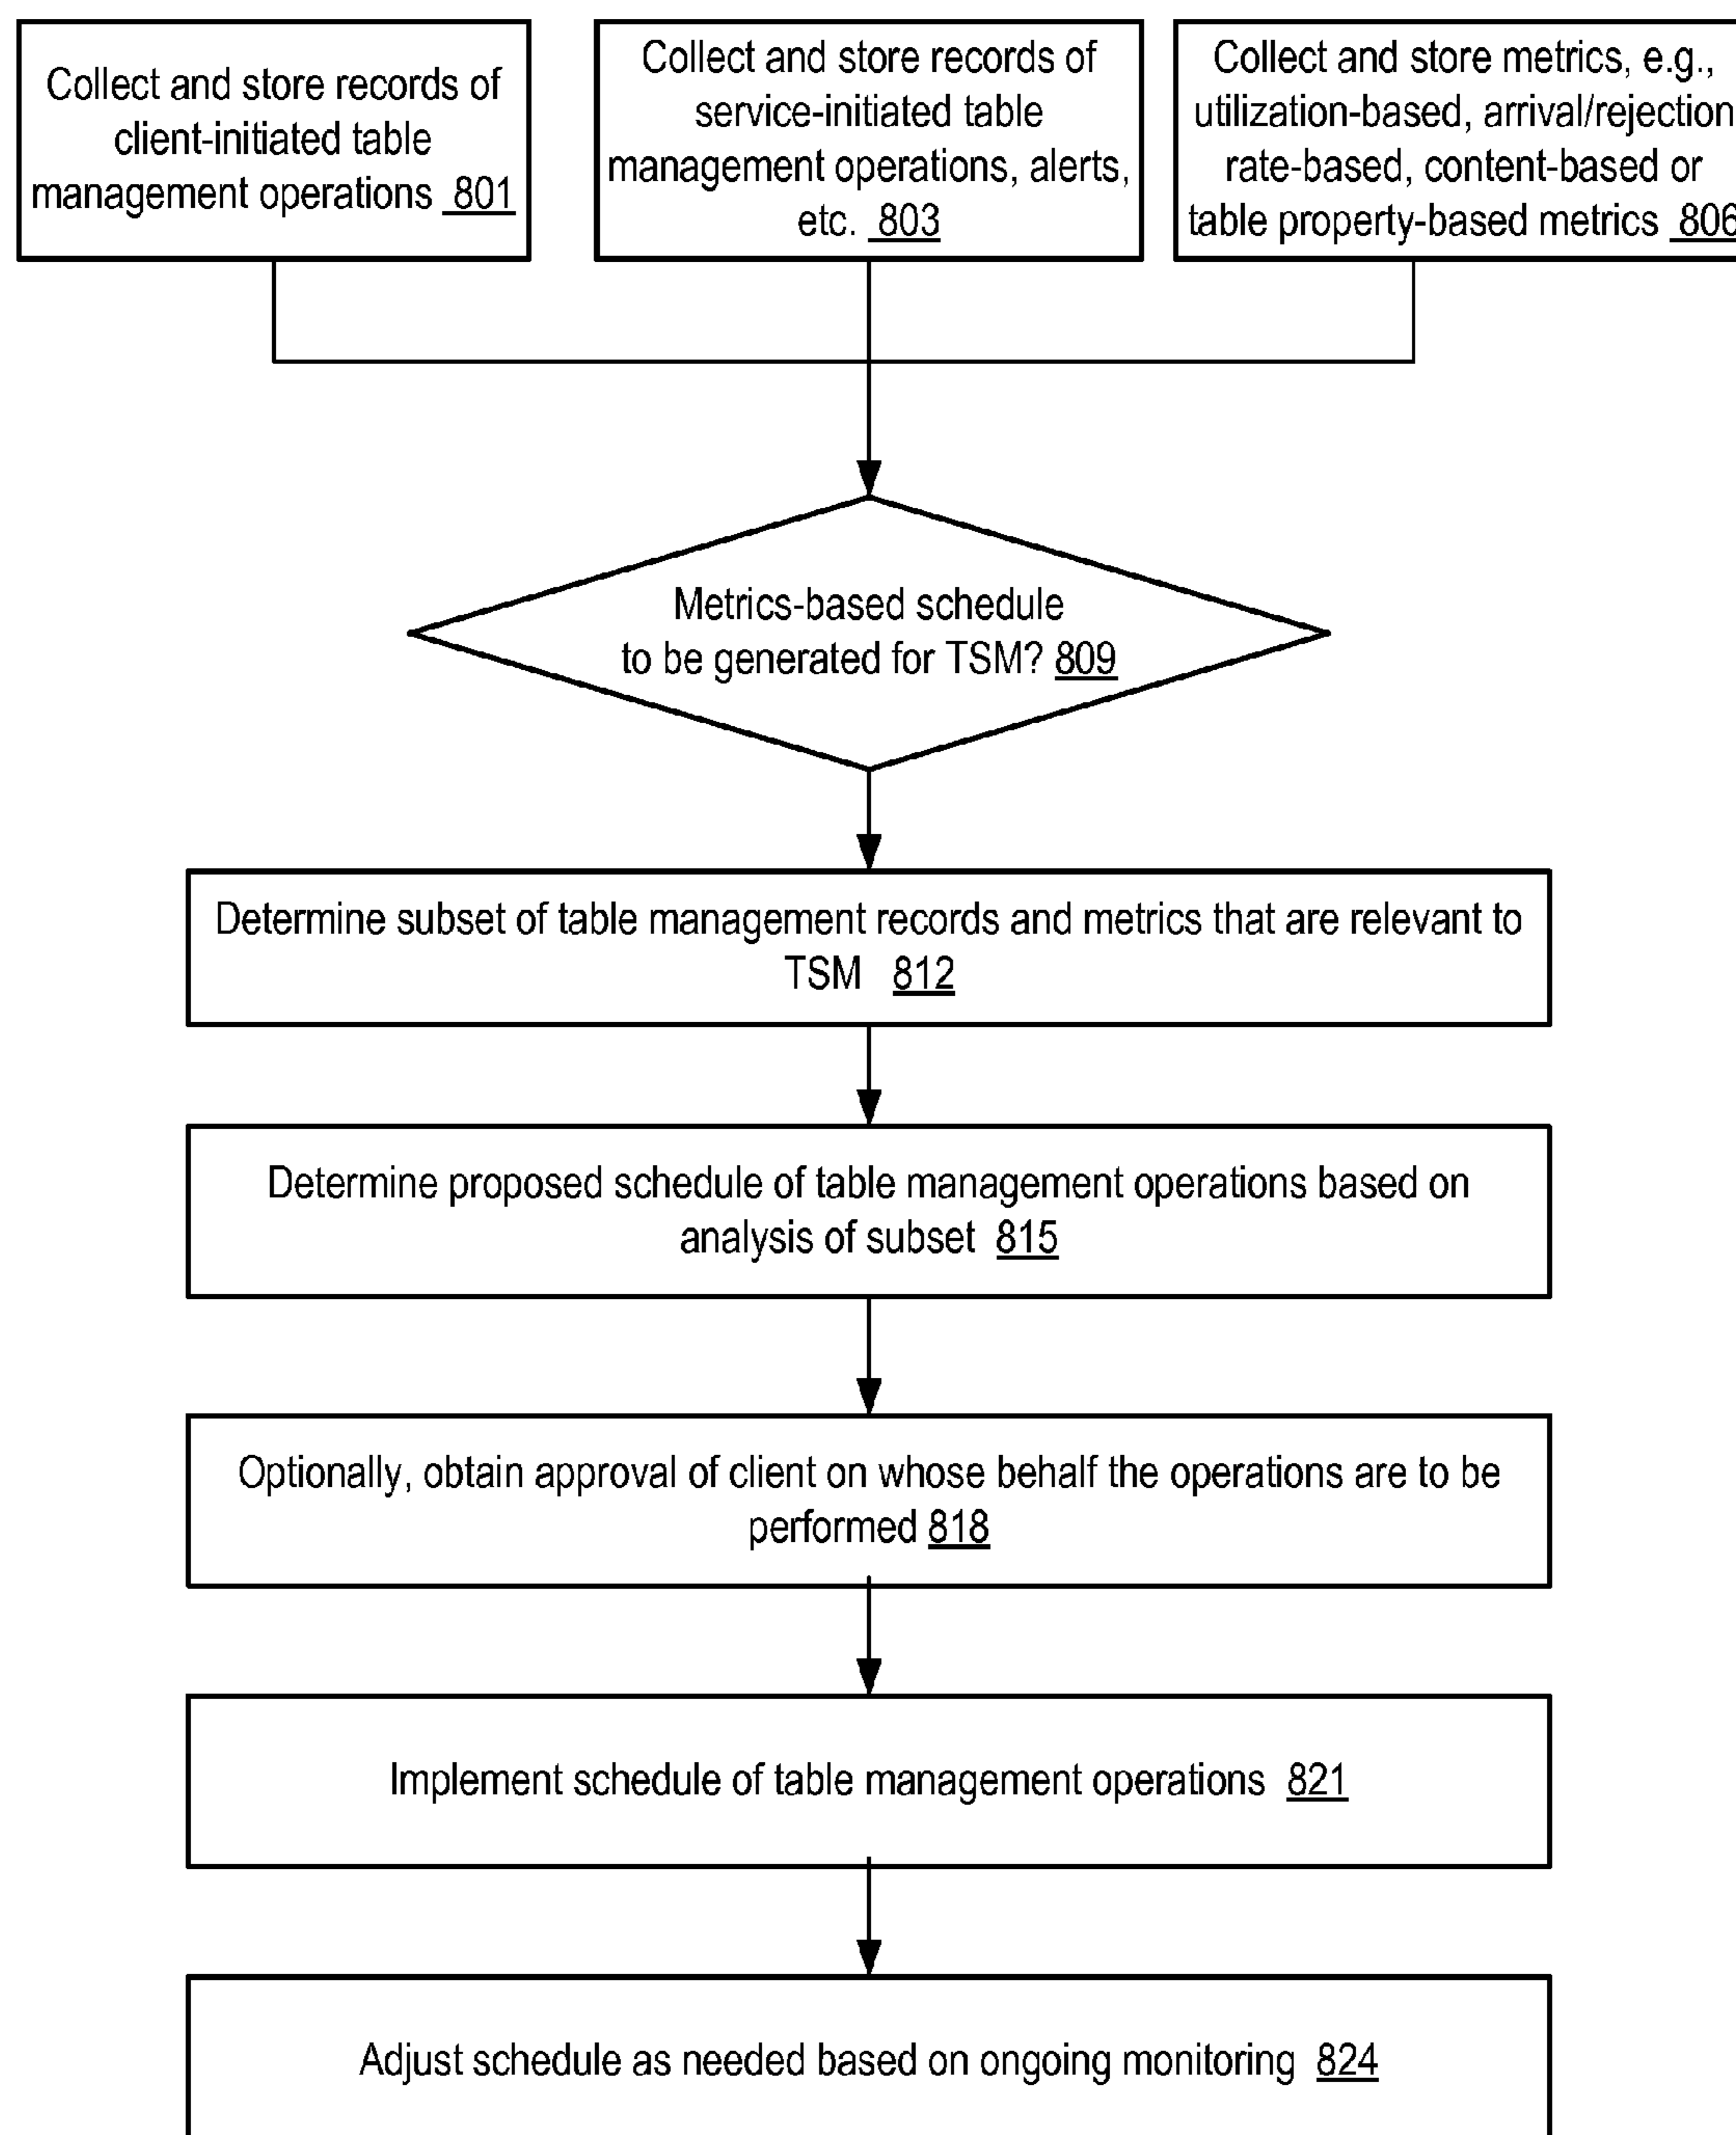 Collect and store records of
client-initiated table
management operations 801
Collect and store records of
service-initiated table
management operations, alerts,
etc. 803
Collect and store metrics, e.g.,
utilization-based, arrival/rejection
rate-based, content-based or
table property-based metrics 806
Metrics-based schedule
to be generated for TSM? 809
Determine subset of table management records and metrics that are relevant to
TSM 812
Determine proposed schedule of table management operations based on
analysis of subset 815
Optionally, obtain approval of client on whose behalf the operations are to be
performed 818
Implement schedule of table management operations 821
Adjust schedule as needed based on ongoing monitoring 824